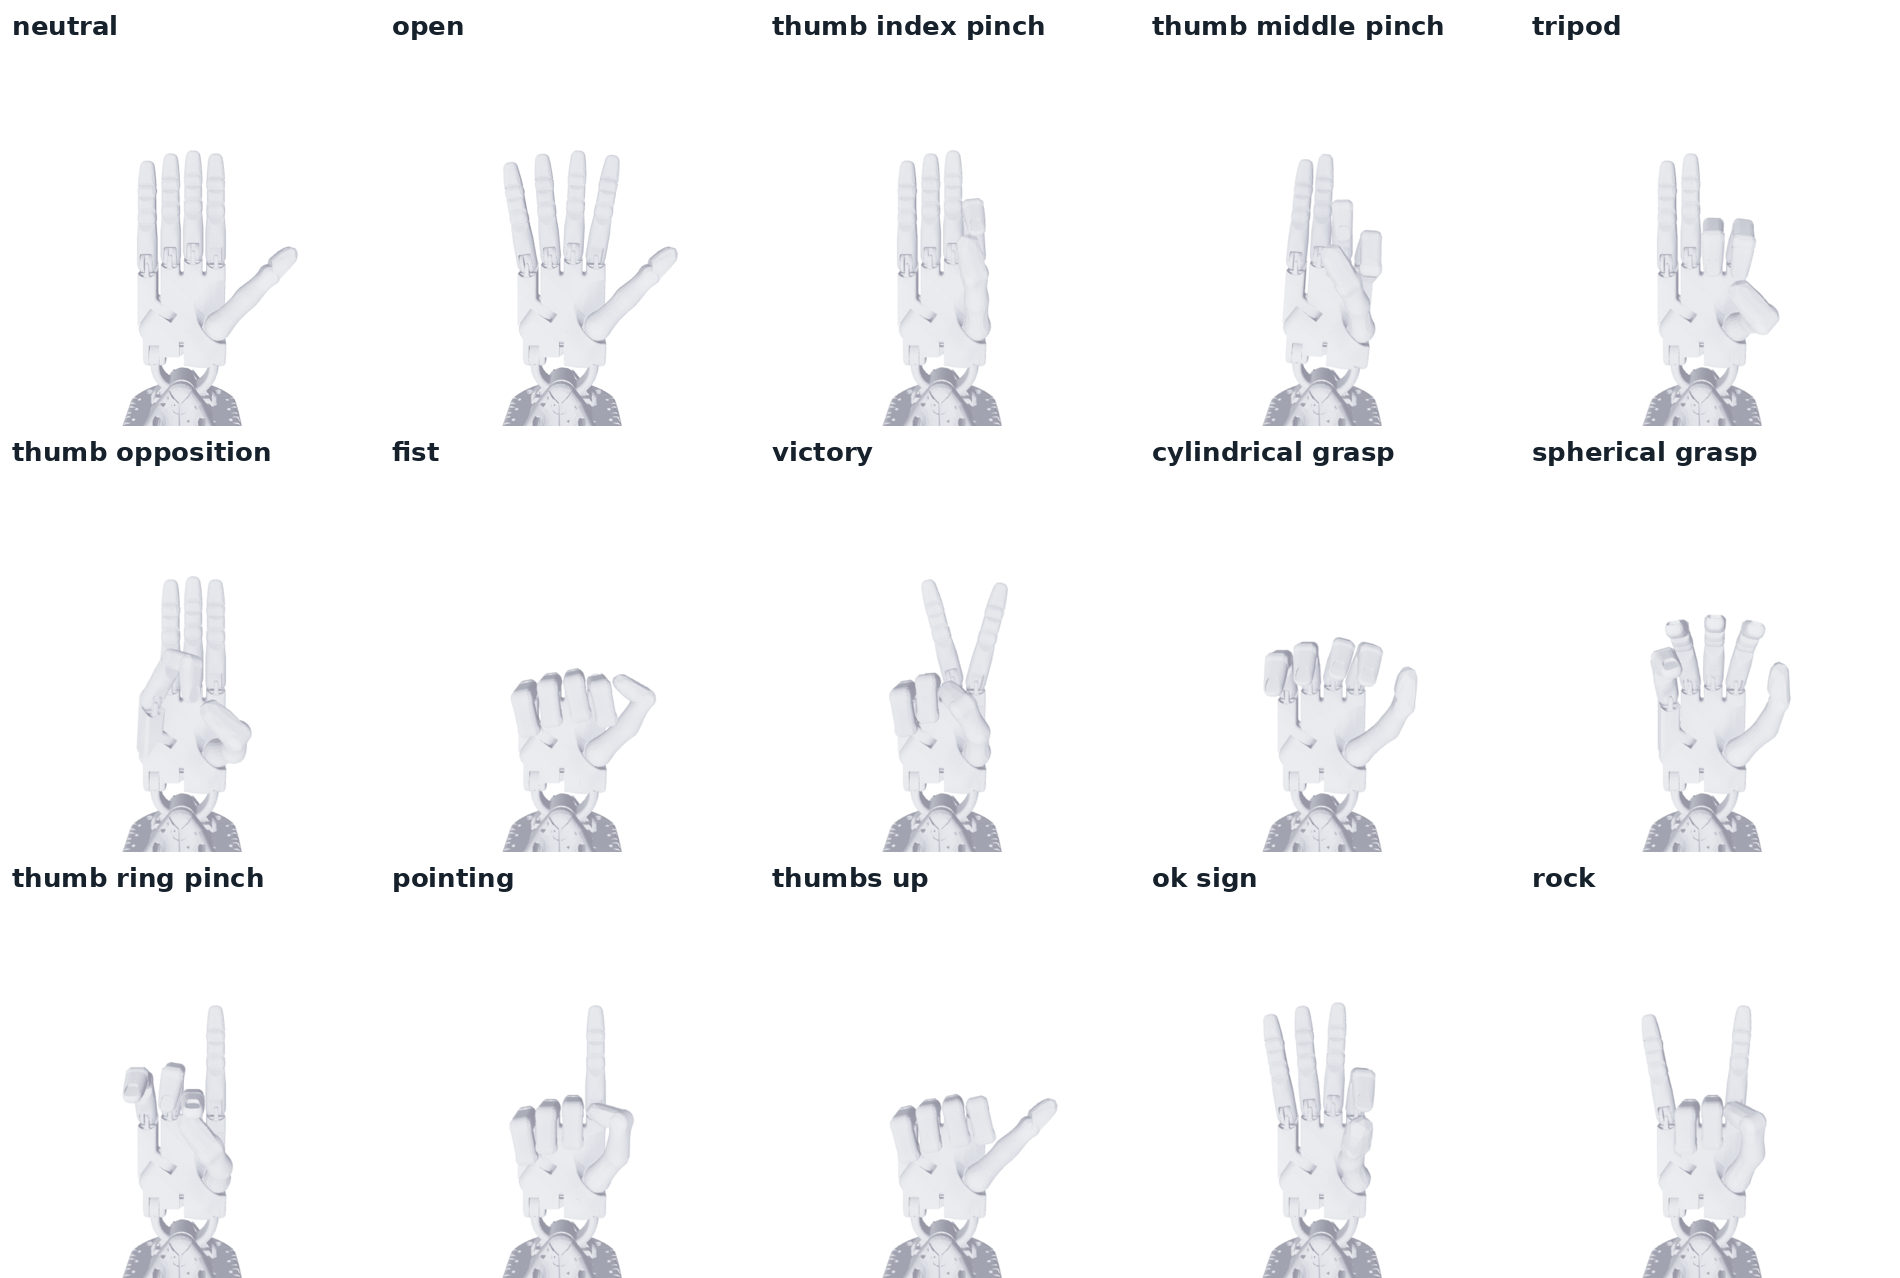 neutral
open
thumb index pinch
thumb middle pinch
tripod
thumb opposition
fist
victory
cylindrical grasp
spherical grasp
thumb ring pinch
pointing
thumbs up
ok sign
rock